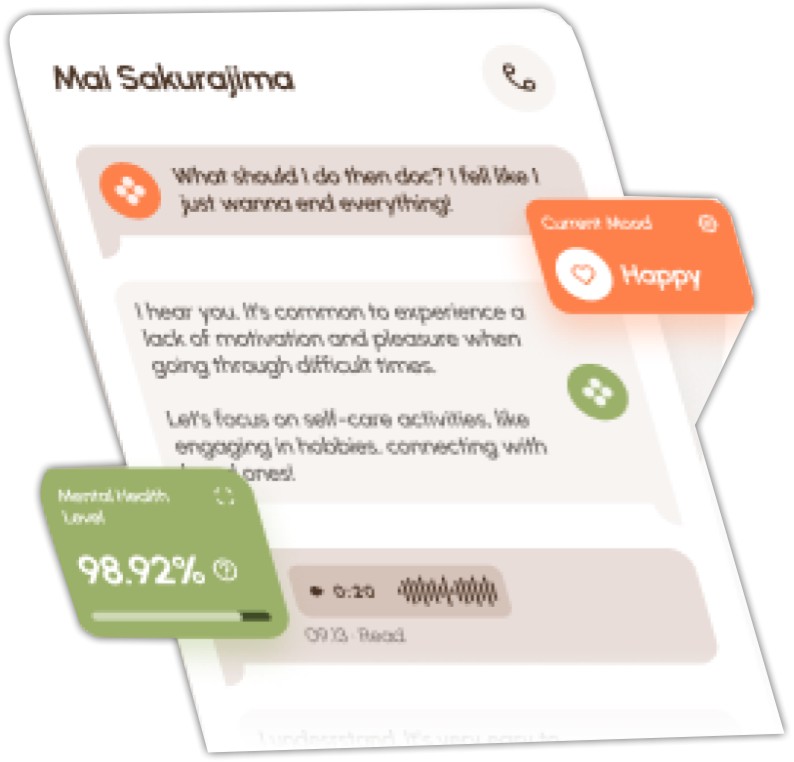 Mai Sakurajima
What should I do then doc? I fell like I
just wanna end everything!
Current Mood
Happy
I hear you. It's common to experience a
lack of motivation and pleasure when
going through difficult times.
Let's focus on self-care activities, like
engaging in hobbies, connecting with
ones!
Mental Health
Level
98.92%
0:20
09.13 · Read
I undesrstand. It's very easy to